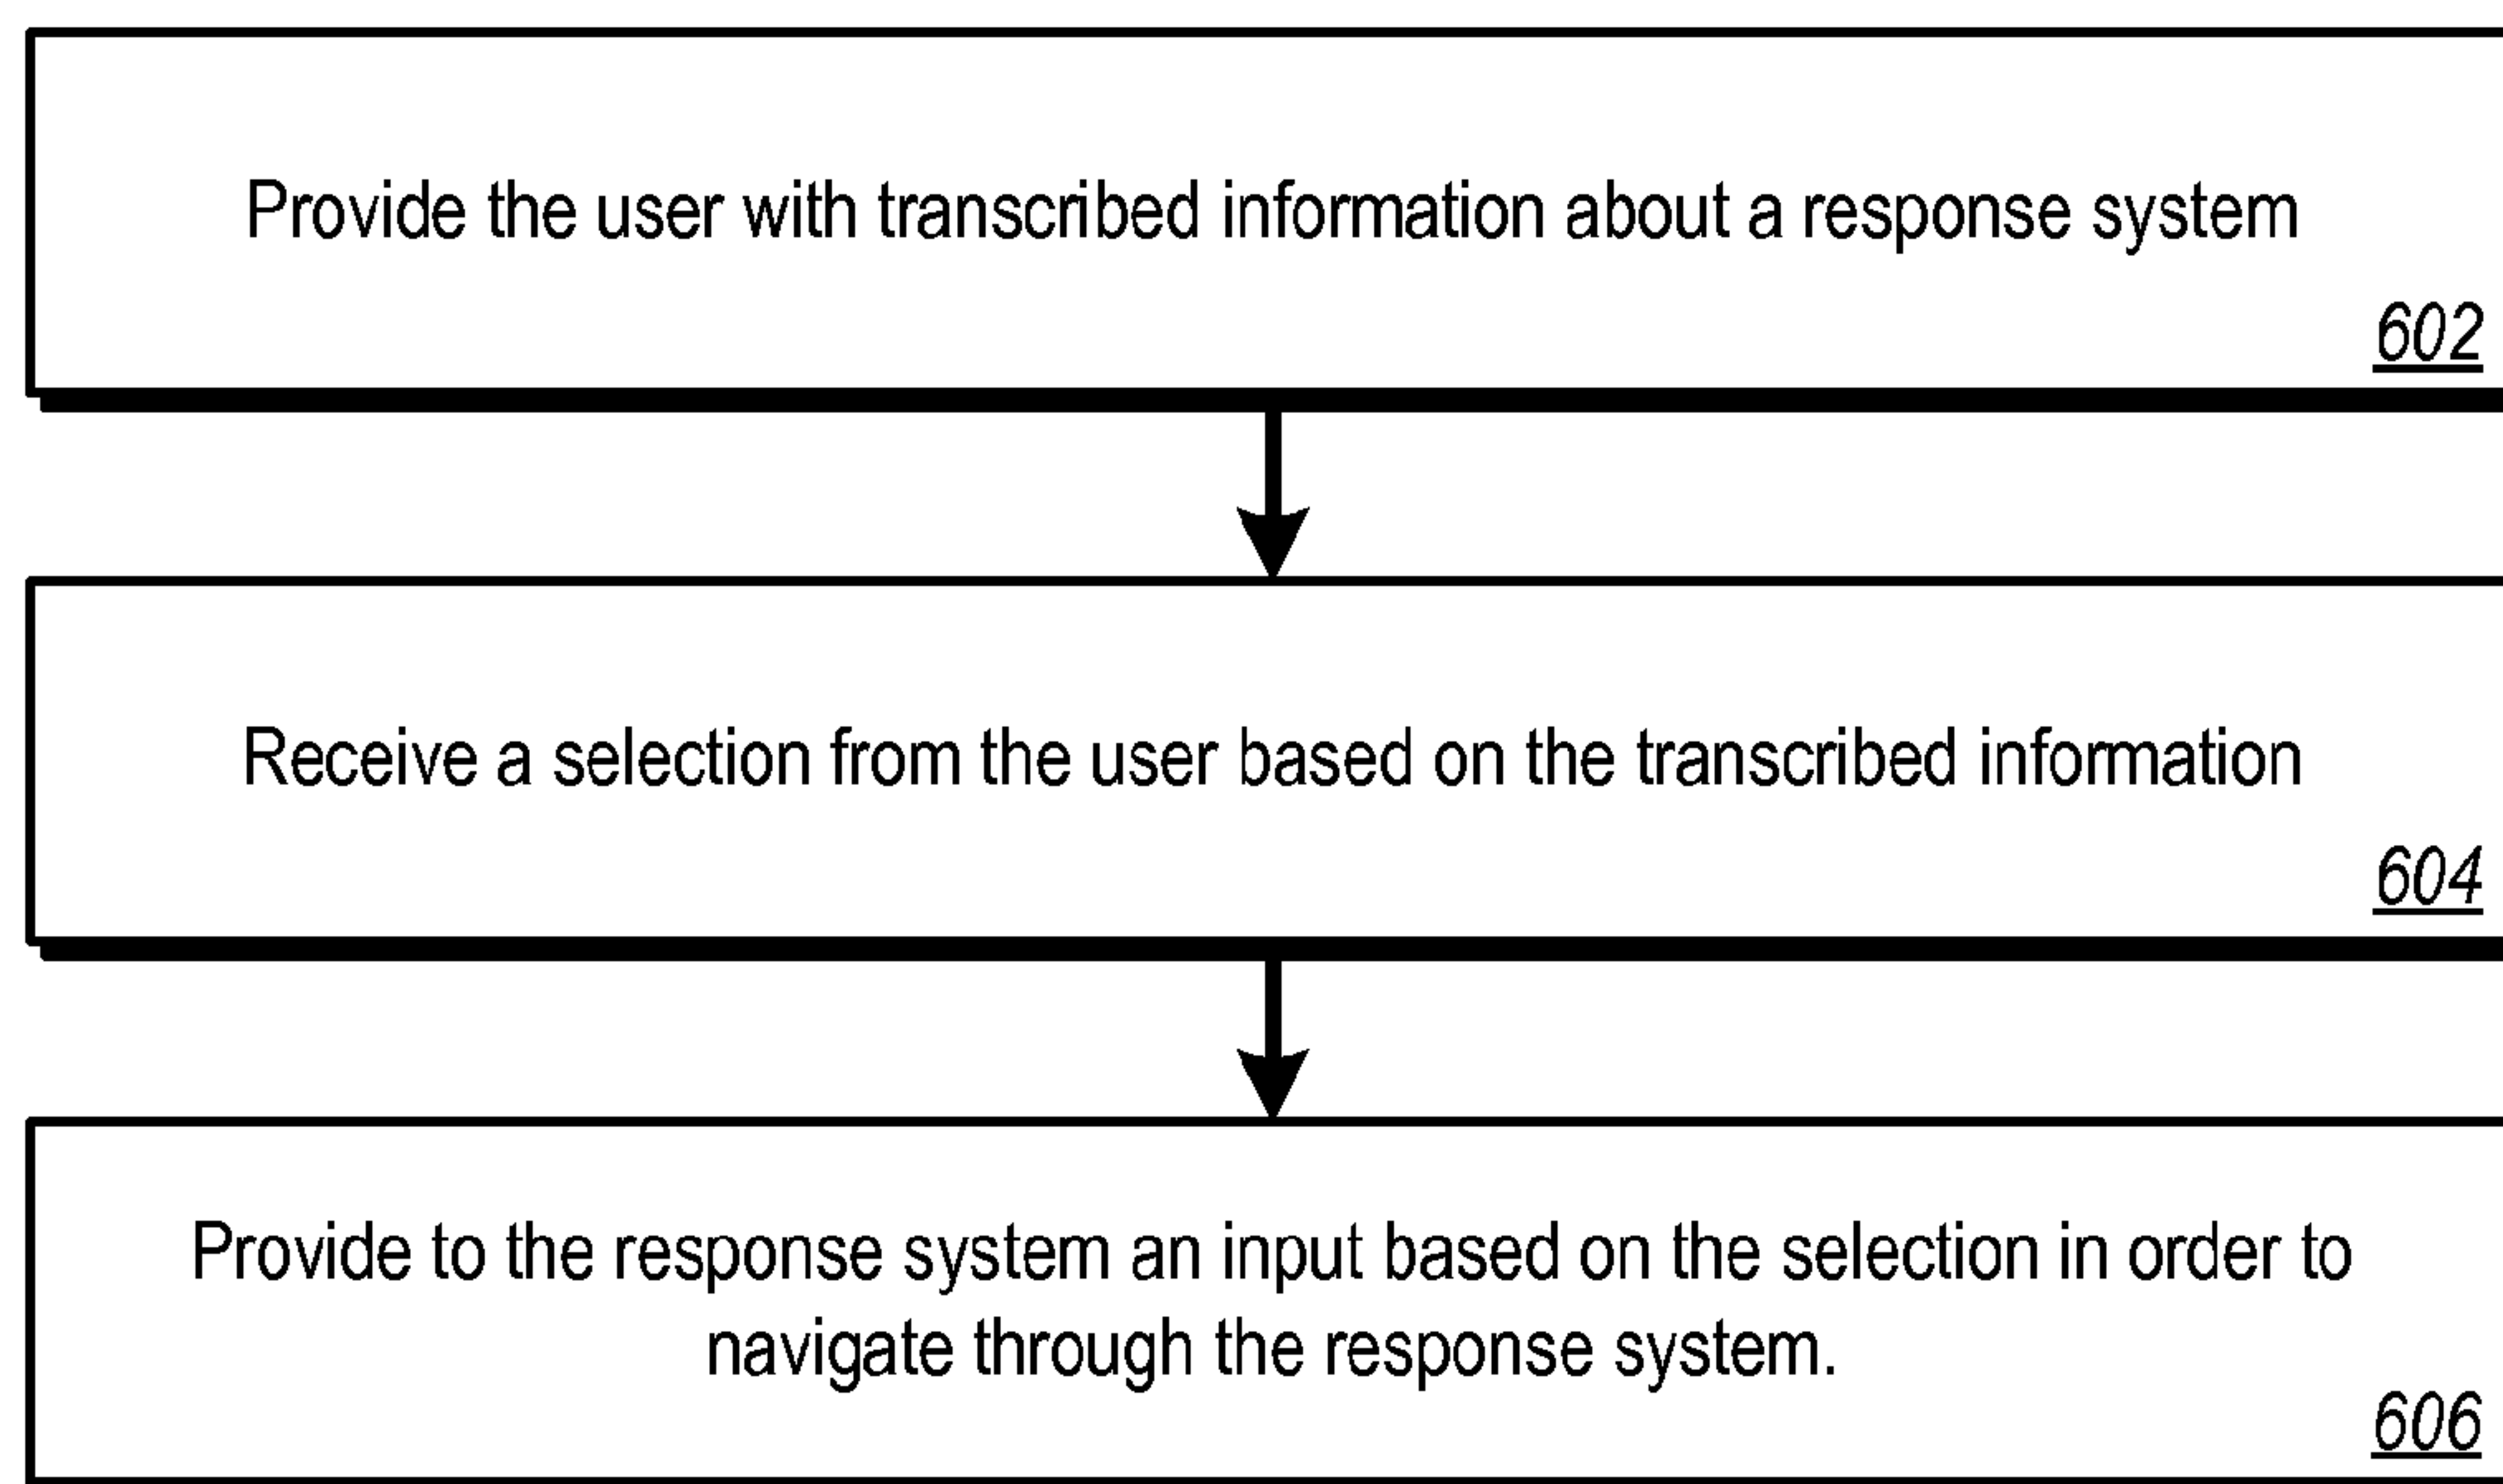 Provide the user with transcribed information about a response system
602
Receive a selection from the user based on the transcribed information
604
Provide to the response system an input based on the selection in order to
navigate through the response system.
606